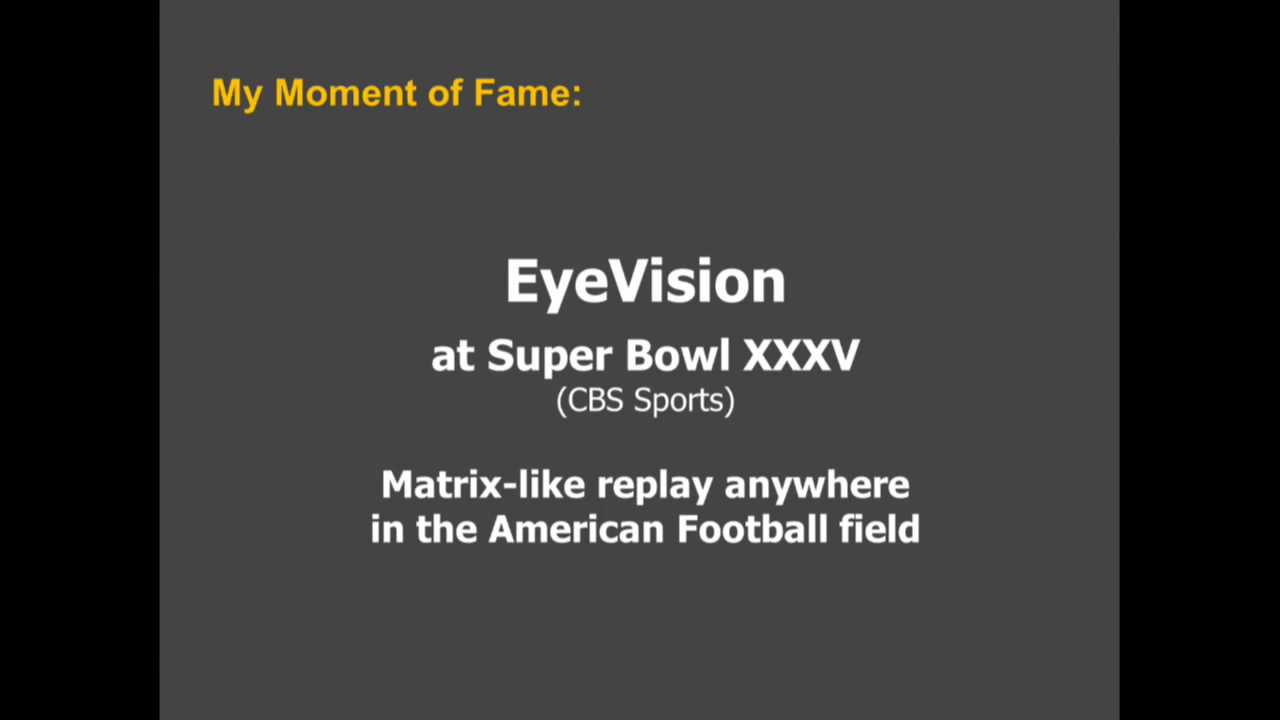 My Moment of Fame:
EyeVision
at Super Bowl XXXV
(CBS Sports)
Matrix-like replay anywhere
in the American Football field